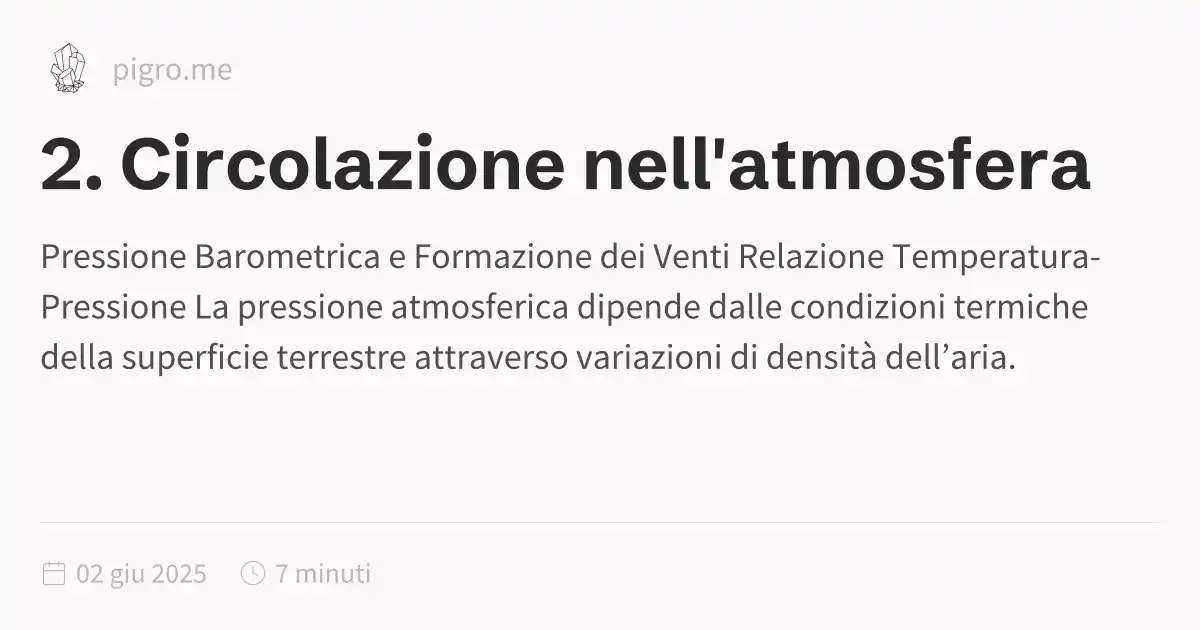 pigro.me
2. Circolazione nell'atmosfera
Pressione Barometrica e Formazione dei Venti Relazione Temperatura-
Pressione La pressione atmosferica dipende dalle condizioni termiche
della superficie terrestre attraverso variazioni di densità dell’aria.
02 giu 2025 7 minuti